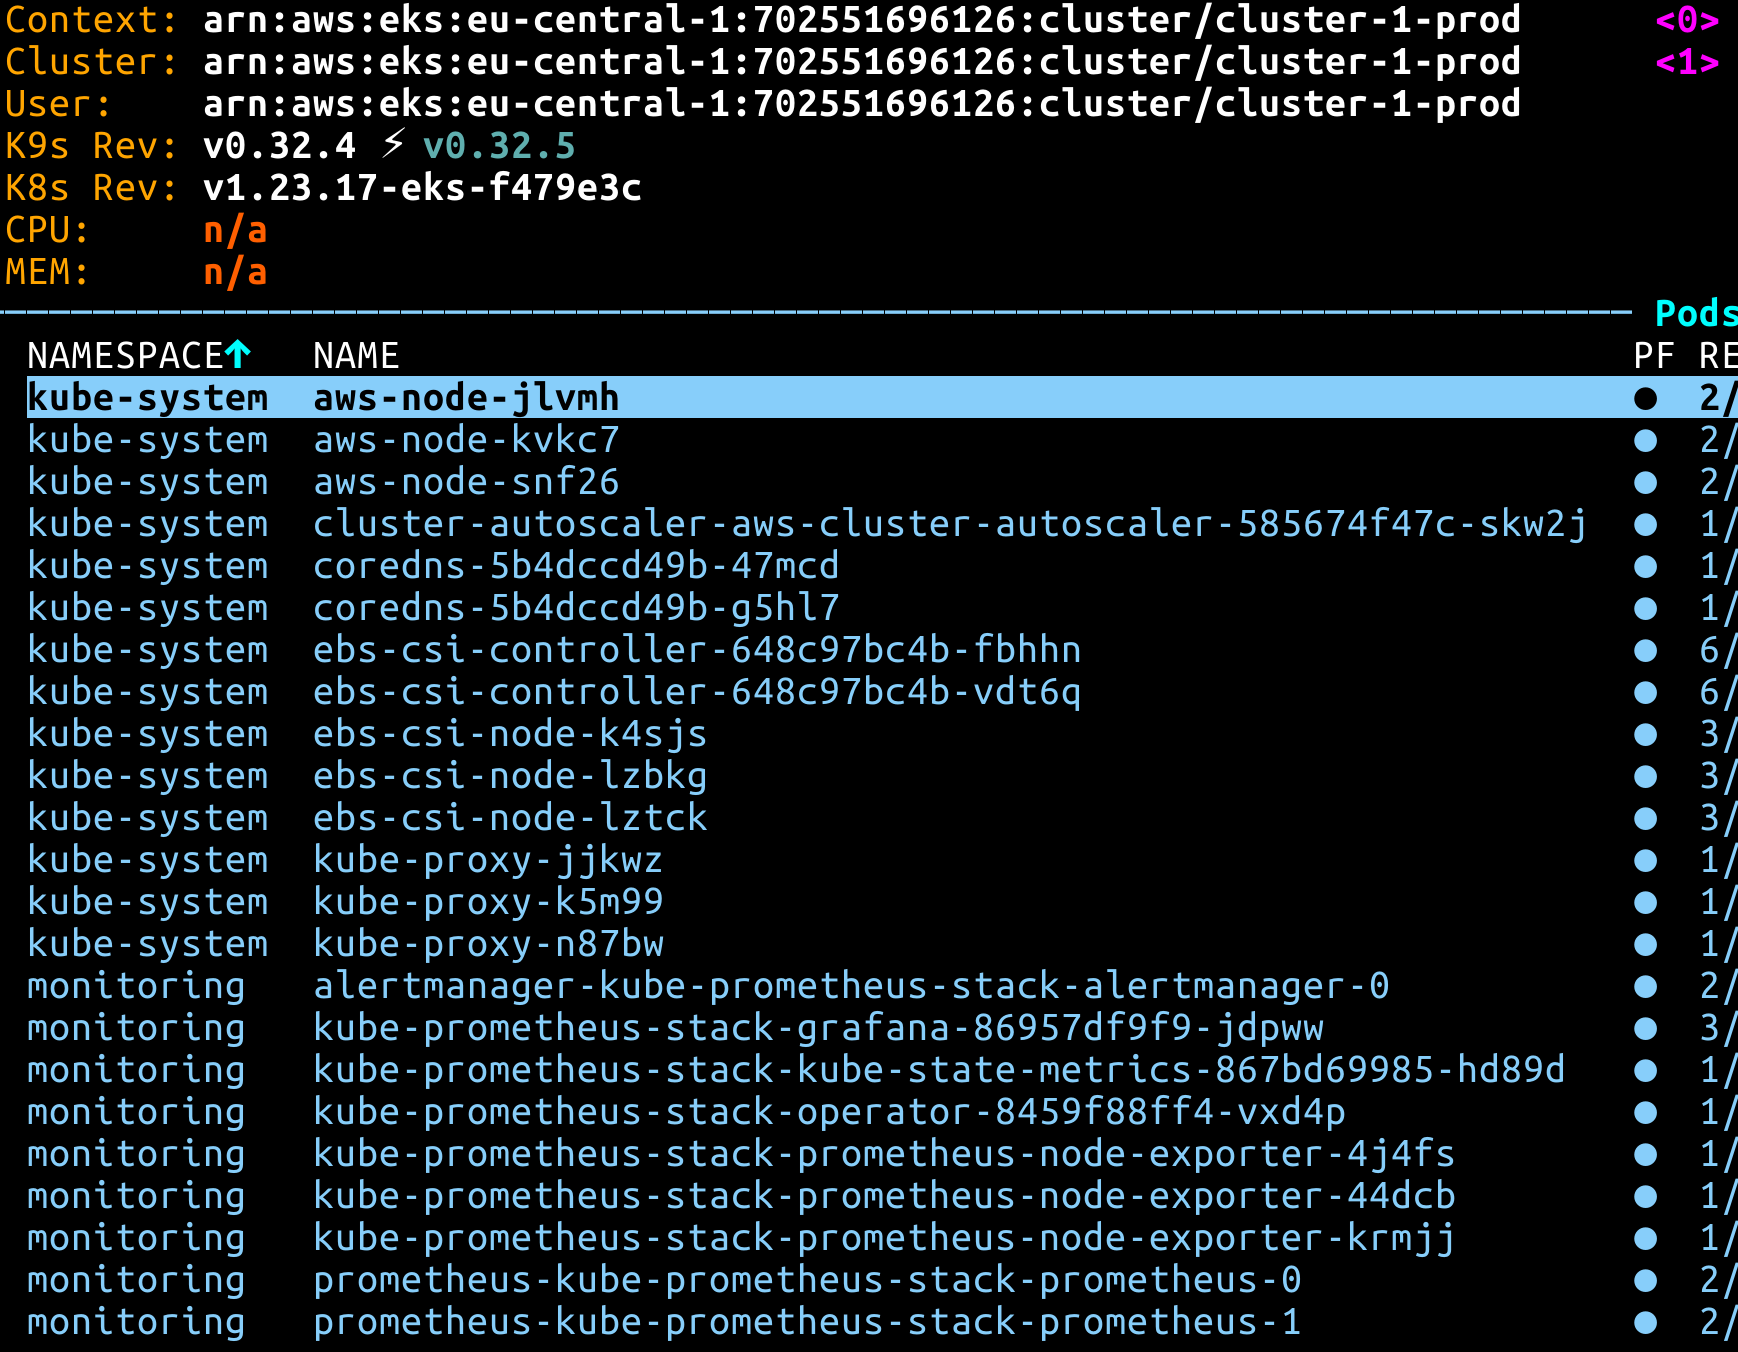 Context: arn:aws:eks:eu-central-1:702551696126:cluster/cluster-1-prod <0>
Cluster: arn:aws:eks:eu-central-1:702551696126:cluster/cluster-1-prod <1>
User: arn:aws:eks:eu-central-1:702551696126:cluster/cluster-1-prod
K9s Rev: v0.32.4 ⚡ v0.32.5
K8s Rev: v1.23.17-eks-f479e3c
CPU: n/a
MEM: n/a
Pods
NAMESPACE↑ NAME PF RE
kube-system aws-node-jlvmh ● 2/
kube-system aws-node-kvkc7 ● 2/
kube-system aws-node-snf26 ● 2/
kube-system cluster-autoscaler-aws-cluster-autoscaler-585674f47c-skw2j ● 1/
kube-system coredns-5b4dccd49b-47mcd ● 1/
kube-system coredns-5b4dccd49b-g5hl7 ● 1/
kube-system ebs-csi-controller-648c97bc4b-fbhhn ● 6/
kube-system ebs-csi-controller-648c97bc4b-vdt6q ● 6/
kube-system ebs-csi-node-k4sjs ● 3/
kube-system ebs-csi-node-lzbkg ● 3/
kube-system ebs-csi-node-lztck ● 3/
kube-system kube-proxy-jjkwz ● 1/
kube-system kube-proxy-k5m99 ● 1/
kube-system kube-proxy-n87bw ● 1/
monitoring alertmanager-kube-prometheus-stack-alertmanager-0 ● 2/
monitoring kube-prometheus-stack-grafana-86957df9f9-jdpww ● 3/
monitoring kube-prometheus-stack-kube-state-metrics-867bd69985-hd89d ● 1/
monitoring kube-prometheus-stack-operator-8459f88ff4-vxd4p ● 1/
monitoring kube-prometheus-stack-prometheus-node-exporter-4j4fs ● 1/
monitoring kube-prometheus-stack-prometheus-node-exporter-44dcb ● 1/
monitoring kube-prometheus-stack-prometheus-node-exporter-krmjj ● 1/
monitoring prometheus-kube-prometheus-stack-prometheus-0 ● 2/
monitoring prometheus-kube-prometheus-stack-prometheus-1 ● 2/